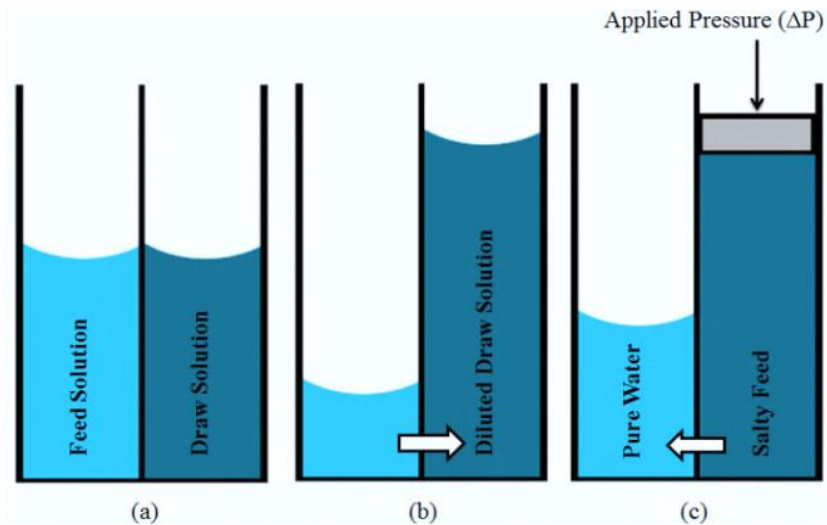 Applied Pressure (ΔP)
Feed Solution
Draw Solution
Diluted Draw Solution
Pure Water
Salty Feed
(a)
(b)
(c)